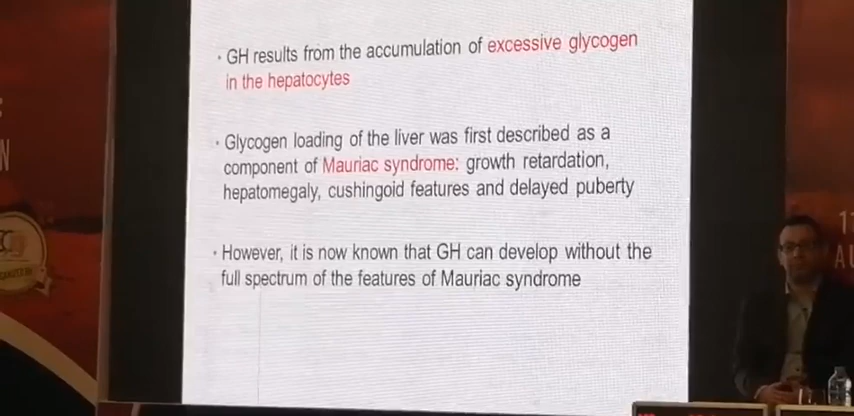 · GH results from the accumulation of excessive glycogen
in the hepatocytes
· Glycogen loading of the liver was first described as a
component of Mauriac syndrome: growth retardation,
hepatomegaly, cushingoid features and delayed puberty
· However, it is now known that GH can develop without the
full spectrum of the features of Mauriac syndrome